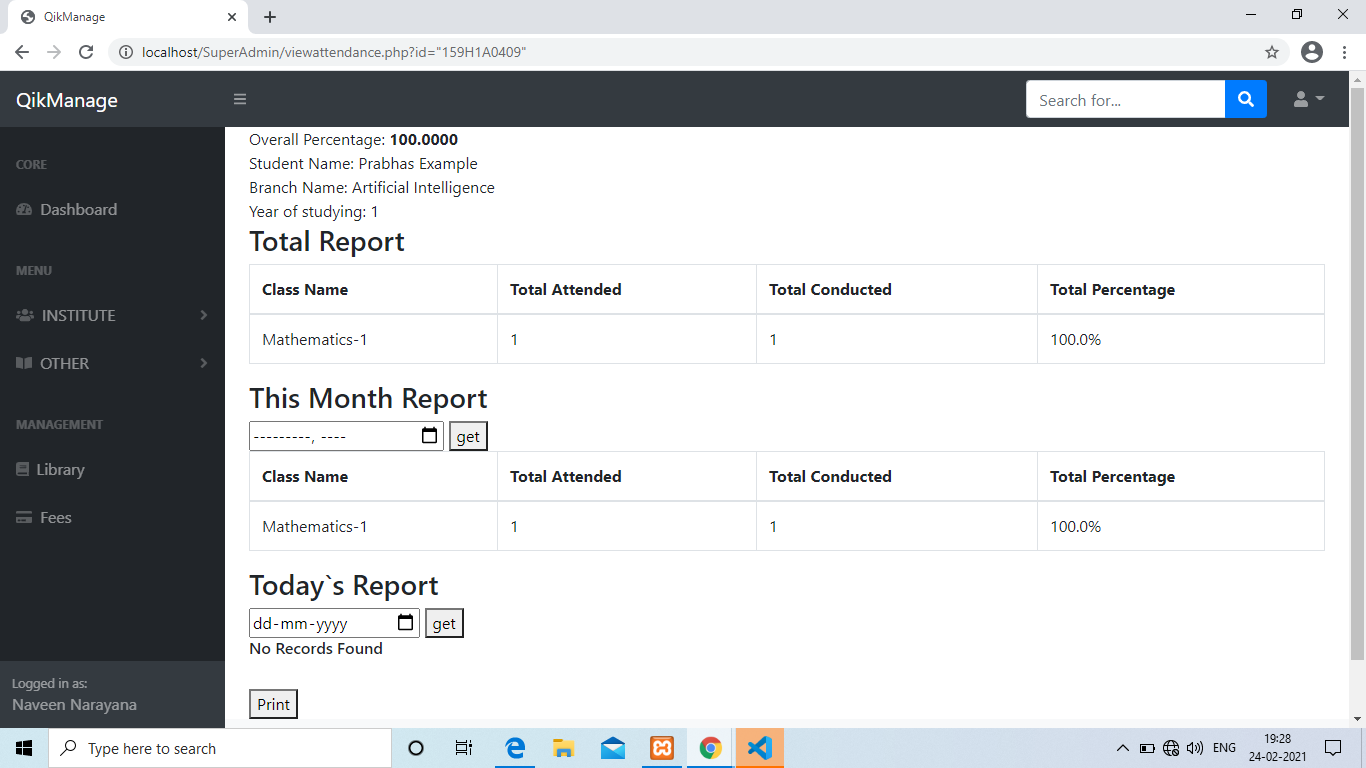 QikManage
localhost/SuperAdmin/viewattendance.php?id="159H1A0409"
QikManage
Search for...
CORE
Dashboard
MENU
INSTITUTE
OTHER
MANAGEMENT
Library
Fees
Logged in as:
Naveen Narayana
Overall Percentage: 100.0000
Student Name: Prabhas Example
Branch Name: Artificial Intelligence
Year of studying: 1
Total Report
Class Name Total Attended Total Conducted Total Percentage
Mathematics-1 1 1 100.0%
This Month Report
---------, ---- get
Class Name Total Attended Total Conducted Total Percentage
Mathematics-1 1 1 100.0%
Today`s Report
dd-mm-yyyy get
No Records Found
Print
Type here to search
ENG
19:28
24-02-2021